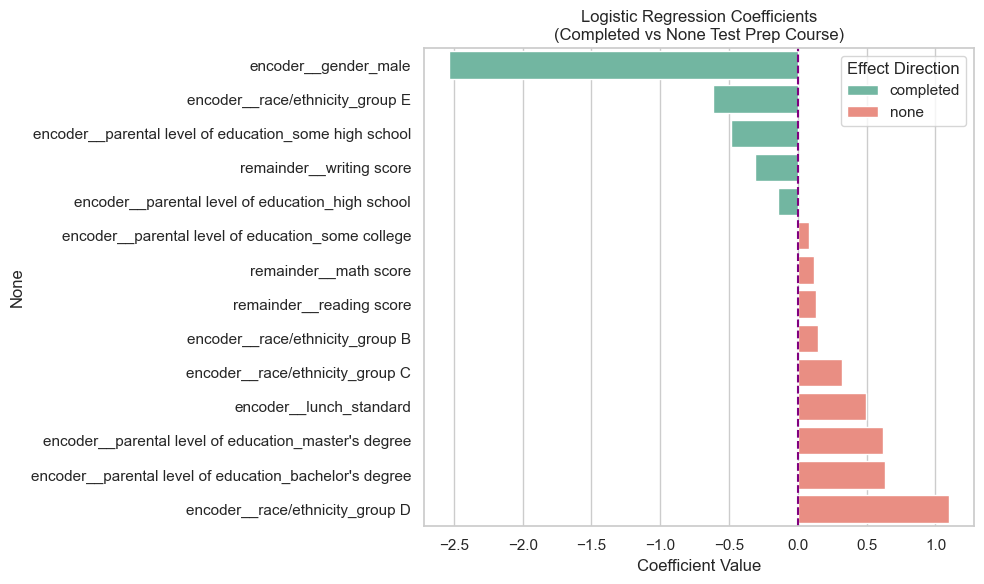 Logistic Regression Coefficients
(Completed vs None Test Prep Course)
encoder__gender_male
encoder__race/ethnicity_group E
encoder__parental level of education_some high school
remainder__writing score
encoder__parental level of education_high school
encoder__parental level of education_some college
remainder__math score
remainder__reading score
encoder__race/ethnicity_group B
encoder__race/ethnicity_group C
encoder__lunch_standard
encoder__parental level of education_master's degree
encoder__parental level of education_bachelor's degree
encoder__race/ethnicity_group D
None
Effect Direction
completed
none
−2.5 −2.0 −1.5 −1.0 −0.5 0.0 0.5 1.0
Coefficient Value